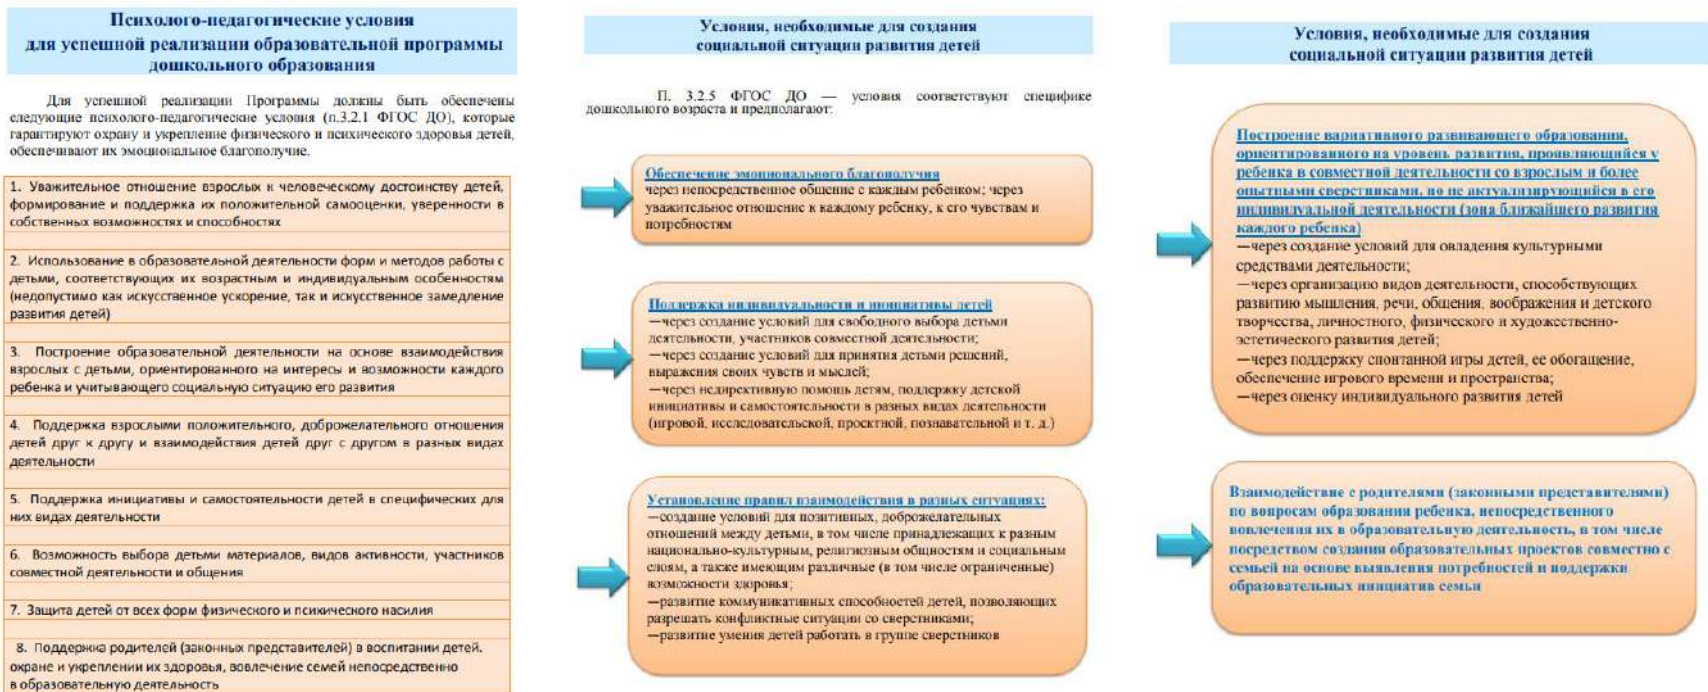 Психолого-педагогические условия
для успешной реализации образовательной программы
дошкольного образования
Для успешной реализации Программы должны быть обеспечены
следующие психолого-педагогические условия (п.3.2.1 ФГОС ДО), которые
гарантируют охрану и укрепление физического и психического здоровья детей,
обеспечивают их эмоциональное благополучие.
1. Уважительное отношение взрослых к человеческому достоинству детей,
формирование и поддержка их положительной самооценки, уверенности в
собственных возможностях и способностях
2. Использование в образовательной деятельности форм и методов работы с
детьми, соответствующих их возрастным и индивидуальным особенностям
(недопустимо как искусственное ускорение, так и искусственное замедление
развития детей)
3. Построение образовательной деятельности на основе взаимодействия
взрослых с детьми, ориентированного на интересы и возможности каждого
ребенка и учитывающего социальную ситуацию его развития
4. Поддержка взрослыми положительного, доброжелательного отношения
детей друг к другу и взаимодействия детей друг с другом в разных видах
деятельности
5. Поддержка инициативы и самостоятельности детей в специфических для
них видах деятельности
6. Возможность выбора детьми материалов, видов активности, участников
совместной деятельности и общения
7. Защита детей от всех форм физического и психического насилия
8. Поддержка родителей (законных представителей) в воспитании детей.
охране и укреплении их здоровья, вовлечение семей непосредственно
в образовательную деятельность
Условия, необходимые для создания
социальной ситуации развития детей
П. 3.2.5 ФГОС ДО — условия соответствуют специфике
дошкольного возраста и предполагают:
Обеспечение эмоционального благополучия
через непосредственное общение с каждым ребенком; через
уважительное отношение к каждому ребенку, к его чувствам и
потребностям
Поддержка индивидуальности и инициативы детей
—через создание условий для свободного выбора детьми
деятельности, участников совместной деятельности;
—через создание условий для принятия детьми решений,
выражения своих чувств и мыслей;
—через недирективную помощь детям, поддержку детской
инициативы и самостоятельности в разных видах деятельности
(игровой, исследовательской, проектной, познавательной и т. д.)
Установление правил взаимодействия в разных ситуациях:
—создание условий для позитивных, доброжелательных
отношений между детьми, в том числе принадлежащих к разным
национально-культурным, религиозным общностям и социальным
слоям, а также имеющим различные (в том числе ограниченные)
возможности здоровья;
—развитие коммуникативных способностей детей, позволяющих
разрешать конфликтные ситуации со сверстниками;
—развитие умения детей работать в группе сверстников
Условия, необходимые для создания
социальной ситуации развития детей
Построение вариативного развивающего образования,
ориентированного на уровень развития, проявляющийся у
ребенка в совместной деятельности со взрослым и более
опытными сверстниками, но не актуализирующийся в его
индивидуальной деятельности (зона ближайшего развития
каждого ребенка)
—через создание условий для овладения культурными
средствами деятельности;
—через организацию видов деятельности, способствующих
развитию мышления, речи, общения, воображения и детского
творчества, личностного, физического и художественно-
эстетического развития детей;
—через поддержку спонтанной игры детей, ее обогащение,
обеспечение игрового времени и пространства;
—через оценку индивидуального развития детей
Взаимодействие с родителями (законными представителями)
по вопросам образования ребенка, непосредственного
вовлечения их в образовательную деятельность, в том числе
посредством создания образовательных проектов совместно с
семьей на основе выявления потребностей и поддержки
образовательных инициатив семьи